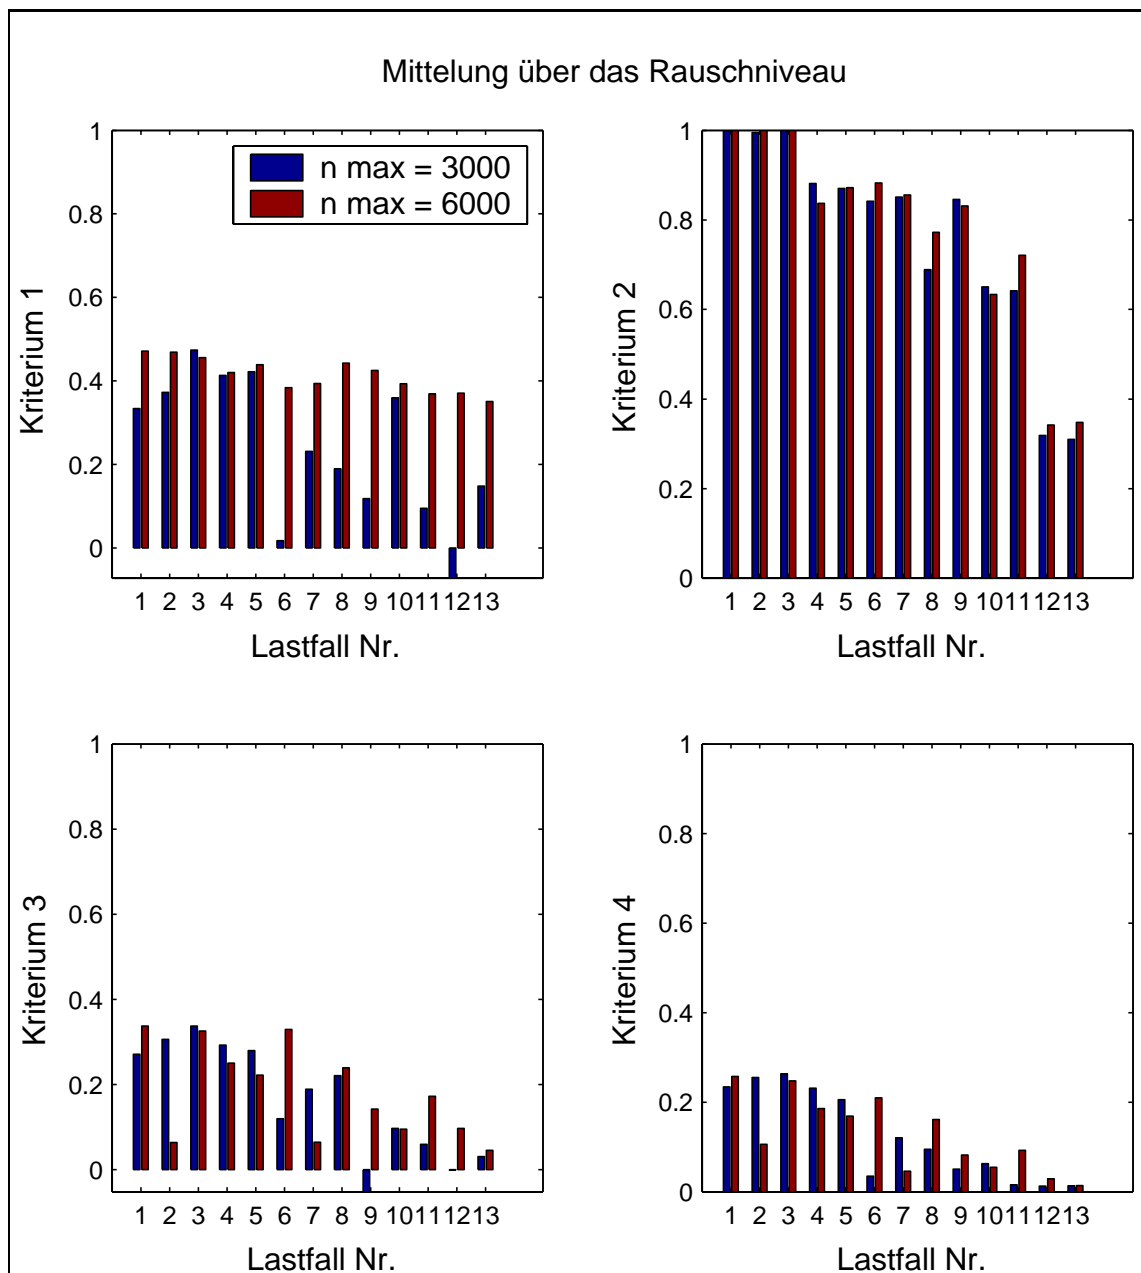 Mittelung über das Rauschniveau
n max = 3000
n max = 6000
Kriterium 1
1
0.8
0.6
0.4
0.2
0
1 2 3 4 5 6 7 8 9 10 11 12 13
Lastfall Nr.
Kriterium 2
1
0.8
0.6
0.4
0.2
0
1 2 3 4 5 6 7 8 9 10 11 12 13
Lastfall Nr.
Kriterium 3
1
0.8
0.6
0.4
0.2
0
1 2 3 4 5 6 7 8 9 10 11 12 13
Lastfall Nr.
Kriterium 4
1
0.8
0.6
0.4
0.2
0
1 2 3 4 5 6 7 8 9 10 11 12 13
Lastfall Nr.